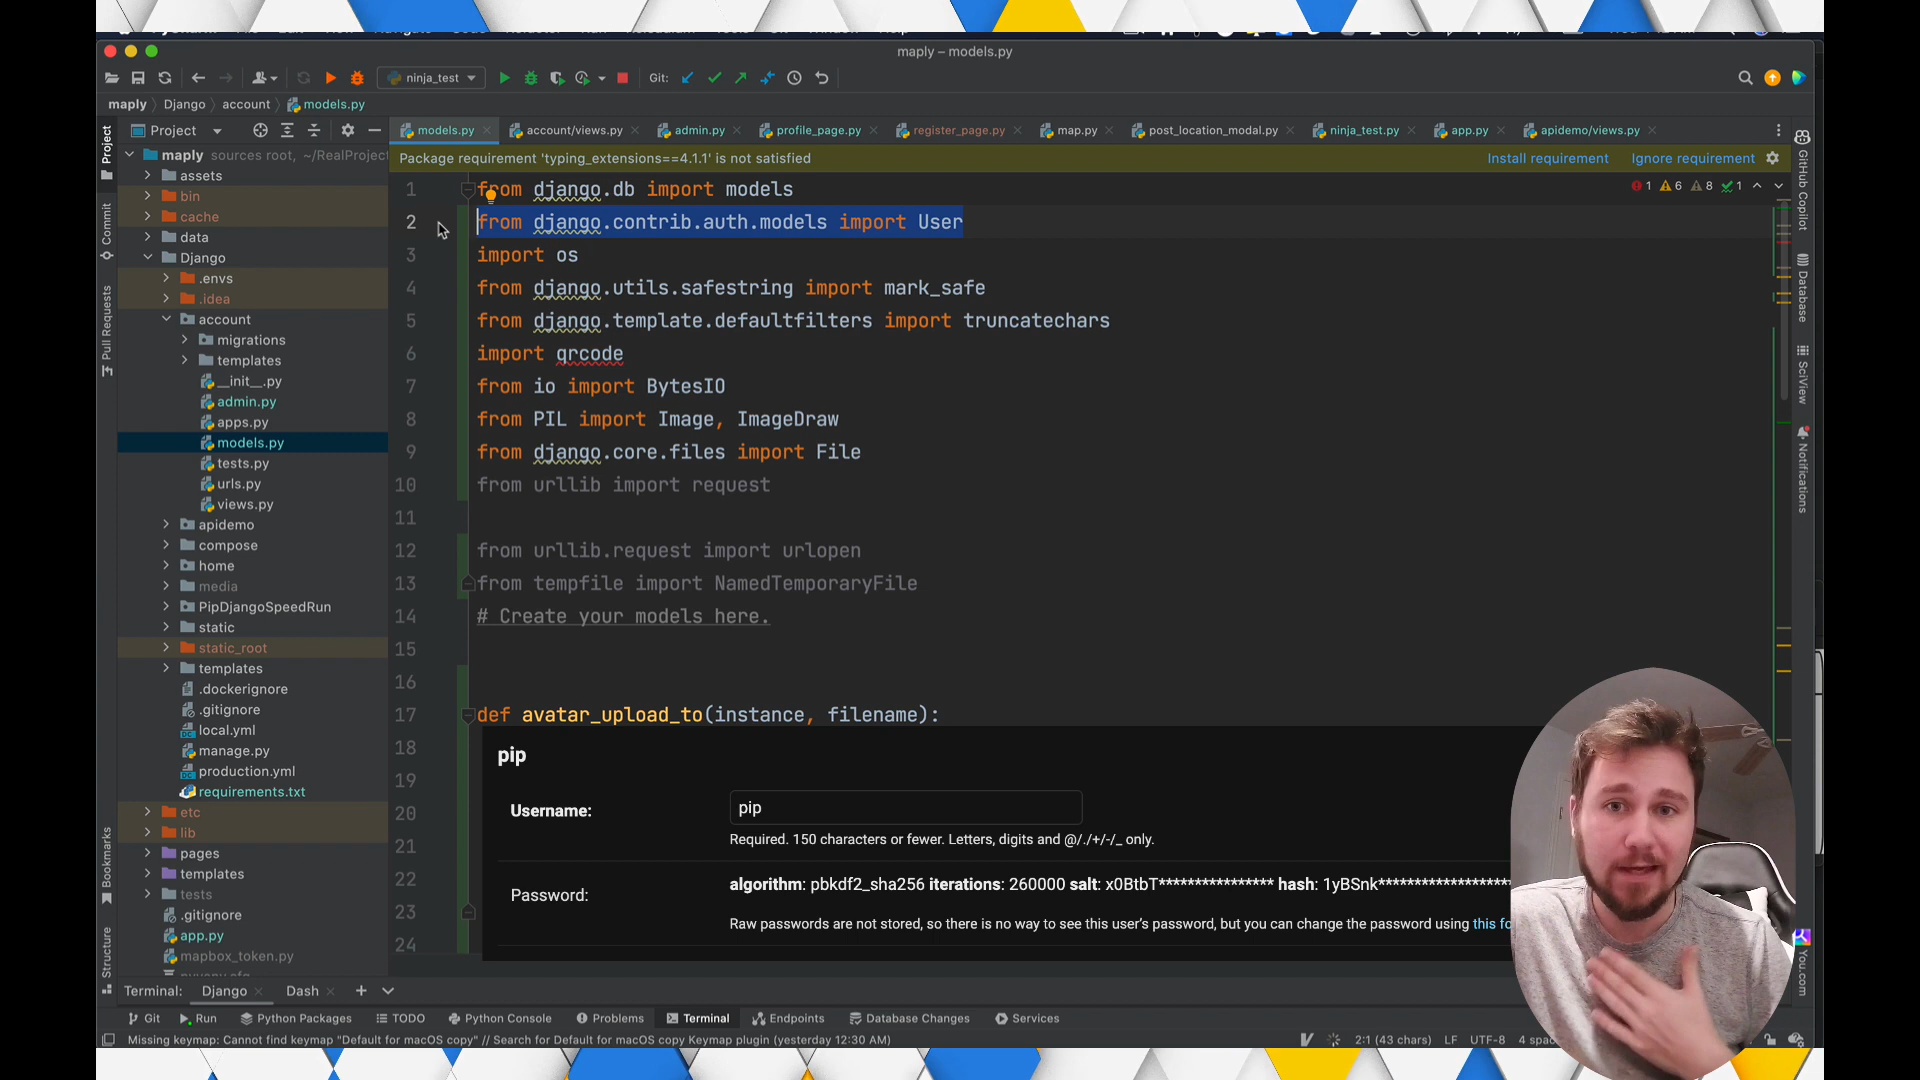 maply – models.py
ninja_test
Git:
maply
Django
account
models.py
Project
models.py
account/views.py
admin.py
profile_page.py
register_page.py
map.py
post_location_modal.py
ninja_test.py
app.py
apidemo/views.py
Package requirement 'typing_extensions==4.1.1' is not satisfied
Install requirement
Ignore requirement
1 6 8 1
Project
Commit
Pull Requests
Bookmarks
Structure
maply sources root, ~/RealProject
assets
bin
cache
data
Django
.envs
.idea
account
migrations
templates
__init__.py
admin.py
apps.py
models.py
tests.py
urls.py
views.py
apidemo
compose
home
media
PipDjangoSpeedRun
static
static_root
templates
.dockerignore
.gitignore
local.yml
manage.py
production.yml
requirements.txt
etc
lib
pages
templates
tests
.gitignore
app.py
mapbox_token.py
1 from django.db import models
2 from django.contrib.auth.models import User
3 import os
4 from django.utils.safestring import mark_safe
5 from django.template.defaultfilters import truncatechars
6 import qrcode
7 from io import BytesIO
8 from PIL import Image, ImageDraw
9 from django.core.files import File
10 from urllib import request
11
12 from urllib.request import urlopen
13 from tempfile import NamedTemporaryFile
14 # Create your models here.
15
16
17 def avatar_upload_to(instance, filename):
18
19
20
21
22
23
24
pip
Username:
pip
Required. 150 characters or fewer. Letters, digits and @/./+/-/_ only.
Password:
algorithm: pbkdf2_sha256 iterations: 260000 salt: x0BtbT**************** hash: 1yBSnk**********************
Raw passwords are not stored, so there is no way to see this user's password, but you can change the password using this fo
GitHub Copilot
Database
SciView
Notifications
You.com
Terminal:
Django
Dash
Git
Run
Python Packages
TODO
Python Console
Problems
Terminal
Endpoints
Database Changes
Services
Missing keymap: Cannot find keymap "Default for macOS copy" // Search for Default for macOS copy Keymap plugin (yesterday 12:30 AM)
2:1 (43 chars)
LF
UTF-8
4 spac